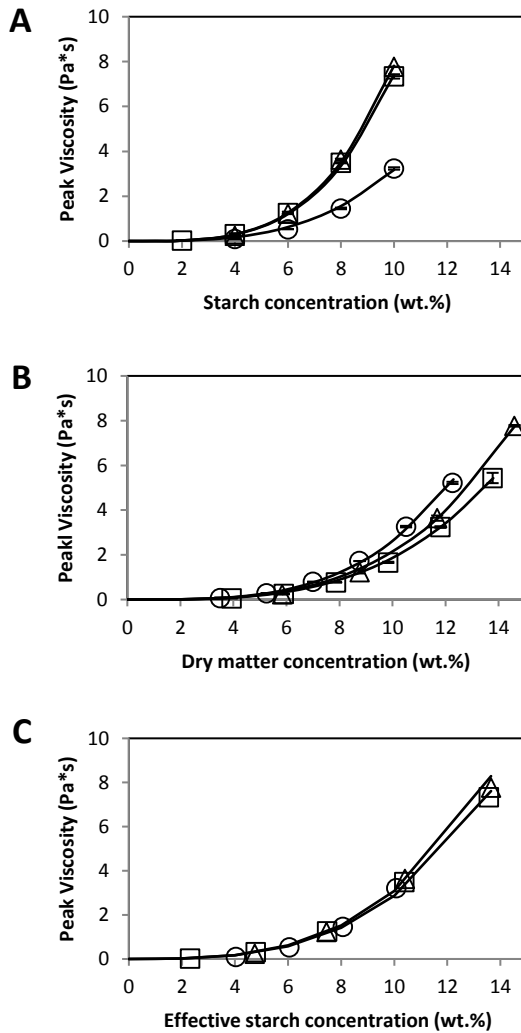 A
Peak Viscosity (Pa*s)
10
8
6
4
2
0
0 2 4 6 8 10 12 14
Starch concentration (wt.%)
B
Peakl Viscosity (Pa*s)
10
8
6
4
2
0
0 2 4 6 8 10 12 14
Dry matter concentration (wt.%)
C
Peak Viscosity (Pa*s)
10
8
6
4
2
0
0 2 4 6 8 10 12 14
Effective starch concentration (wt.%)